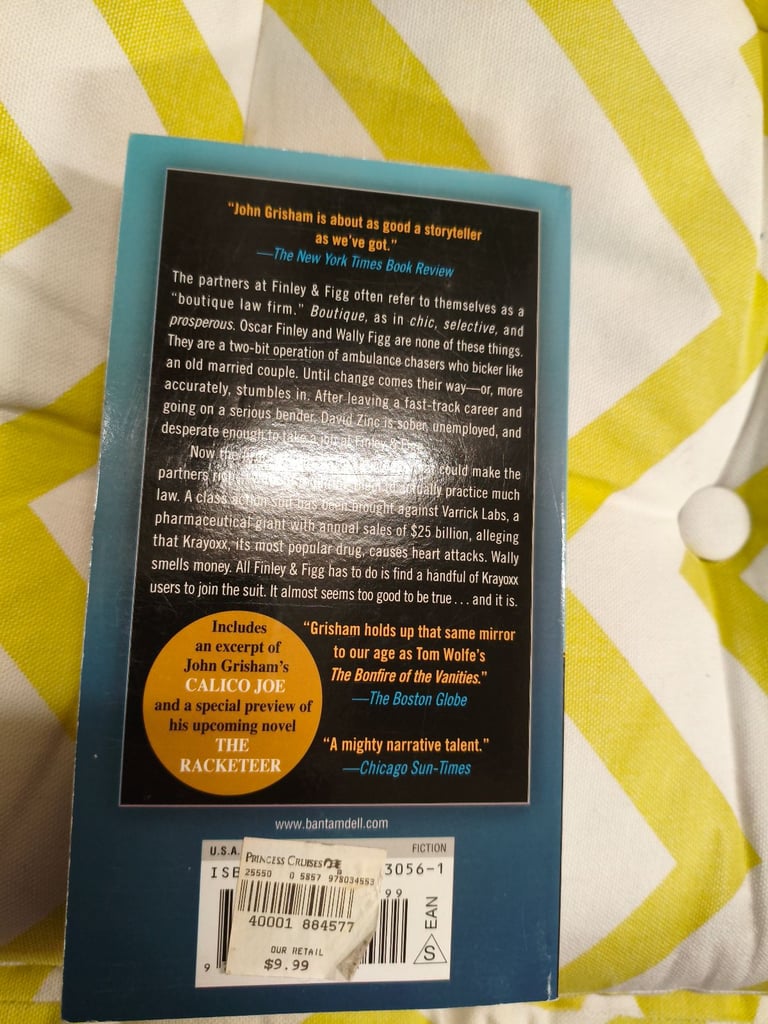 "John Grisham is about as good a storyteller
as we've got."
—The New York Times Book Review
The partners at Finley & Figg often refer to themselves as a
"boutique law firm." Boutique, as in chic, selective, and
prosperous. Oscar Finley and Wally Figg are none of these things.
They are a two-bit operation of ambulance chasers who bicker like
an old married couple. Until change comes their way—or, more
accurately, stumbles in. After leaving a fast-track career and
going on a serious bender, David Zinc is sober, unemployed, and
desperate enough to take a job at Finley &
Now the could make the
partners practice much
law. A class action suit has been brought against Varrick Labs, a
pharmaceutical giant with annual sales of $25 billion, alleging
that Krayoxx, its most popular drug, causes heart attacks. Wally
smells money. All Finley & Figg has to do is find a handful of Krayoxx
users to join the suit. It almost seems too good to be true . . . and it is.
Includes
an excerpt of
John Grisham's
CALICO JOE
and a special preview of
his upcoming novel
THE
RACKETEER
"Grisham holds up that same mirror
to our age as Tom Wolfe's
The Bonfire of the Vanities."
—The Boston Globe
"A mighty narrative talent."
—Chicago Sun-Times
www.bantamdell.com
U.S.A. FICTION
ISB 3056-1
PRINCESS CRUISES
25550 0 5857 978034553
40001 884577
OUR RETAIL
$9.99
99
9
S EAN